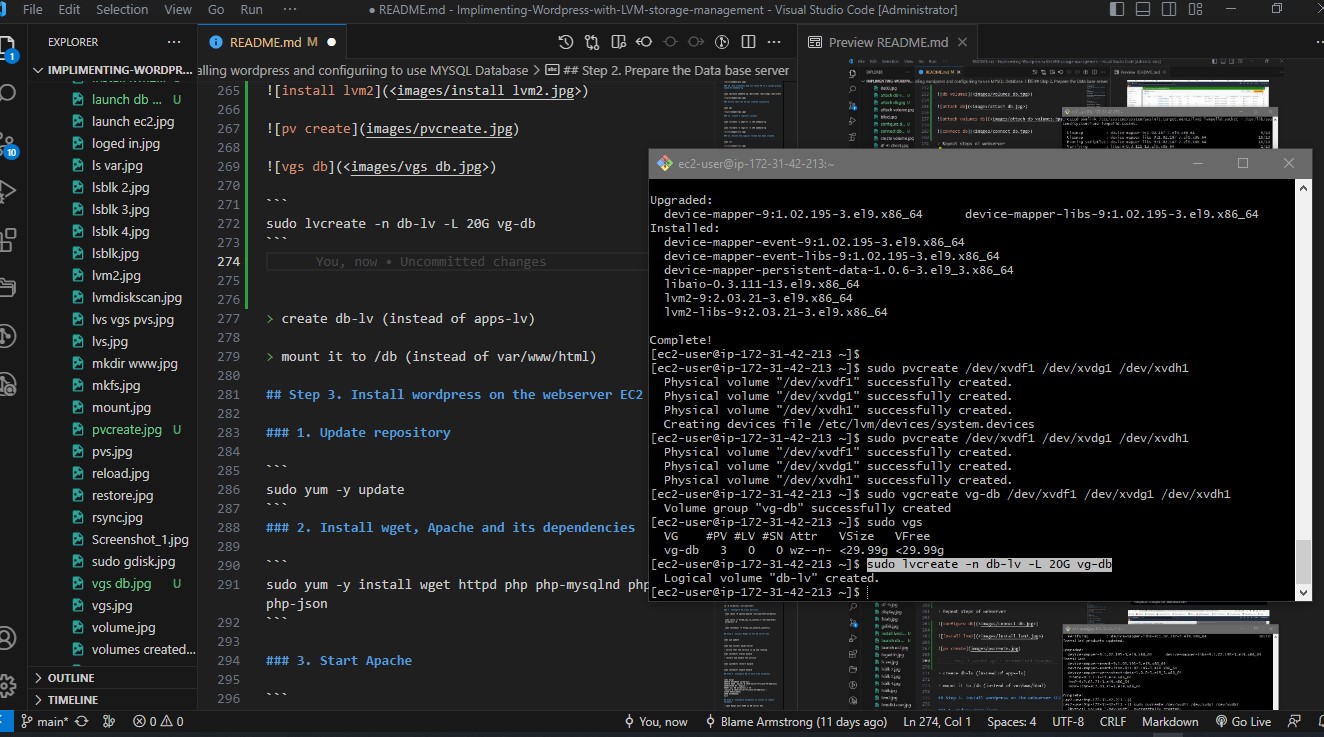 File Edit Selection View Go Run ··· ● README.md - Implimenting-Wordpress-with-LVM-storage-management - Visual Studio Code [Administrator]
EXPLORER ···
README.md M ●
Preview README.md
IMPLIMENTING-WORDPR...
alling wordpress and configuriing to use MYSQL Database > ## Step 2. Prepare the Data base server
launch db ... U
launch ec2.jpg
loged in.jpg
ls var.jpg
lsblk 2.jpg
lsblk 3.jpg
lsblk 4.jpg
lsblk.jpg
lvm2.jpg
lvmdiskscan.jpg
lvs vgs pvs.jpg
lvs.jpg
mkdir www.jpg
mkfs.jpg
mount.jpg
pvcreate.jpg U
pvs.jpg
reload.jpg
restore.jpg
rsync.jpg
Screenshot_1.jpg
sudo gdisk.jpg
vgs db.jpg U
vgs.jpg
volume.jpg
volumes created...
OUTLINE
TIMELINE
265 ![install lvm2](<images/install lvm2.jpg>)
266
267 ![pv create](images/pvcreate.jpg)
268
269 ![vgs db](<images/vgs db.jpg>)
270
271 ```
272 sudo lvcreate -n db-lv -L 20G vg-db
273 ```
274 You, now • Uncommitted changes
275
276
277 > create db-lv (instead of apps-lv)
278
279 > mount it to /db (instead of var/www/html)
280
281 ## Step 3. Install wordpress on the webserver EC2
282
283 ### 1. Update repository
284
285 ```
286 sudo yum -y update
287 ```
288 ### 2. Install wget, Apache and its dependencies
289
290 ```
291 sudo yum -y install wget httpd php php-mysqlnd php
php-json
292 ```
293
294 ### 3. Start Apache
295
296 ```
ec2-user@ip-172-31-42-213:~
Upgraded:
device-mapper-9:1.02.195-3.el9.x86_64 device-mapper-libs-9:1.02.195-3.el9.x86_64
Installed:
device-mapper-event-9:1.02.195-3.el9.x86_64
device-mapper-event-libs-9:1.02.195-3.el9.x86_64
device-mapper-persistent-data-1.0.6-3.el9_3.x86_64
libaio-0.3.111-13.el9.x86_64
lvm2-9:2.03.21-3.el9.x86_64
lvm2-libs-9:2.03.21-3.el9.x86_64
Complete!
[ec2-user@ip-172-31-42-213 ~]$
[ec2-user@ip-172-31-42-213 ~]$ sudo pvcreate /dev/xvdf1 /dev/xvdg1 /dev/xvdh1
Physical volume "/dev/xvdf1" successfully created.
Physical volume "/dev/xvdg1" successfully created.
Physical volume "/dev/xvdh1" successfully created.
Creating devices file /etc/lvm/devices/system.devices
[ec2-user@ip-172-31-42-213 ~]$ sudo pvcreate /dev/xvdf1 /dev/xvdg1 /dev/xvdh1
Physical volume "/dev/xvdf1" successfully created.
Physical volume "/dev/xvdg1" successfully created.
Physical volume "/dev/xvdh1" successfully created.
[ec2-user@ip-172-31-42-213 ~]$ sudo vgcreate vg-db /dev/xvdf1 /dev/xvdg1 /dev/xvdh1
Volume group "vg-db" successfully created
[ec2-user@ip-172-31-42-213 ~]$ sudo vgs
VG #PV #LV #SN Attr VSize VFree
vg-db 3 0 0 wz--n- <29.99g <29.99g
[ec2-user@ip-172-31-42-213 ~]$ sudo lvcreate -n db-lv -L 20G vg-db
Logical volume "db-lv" created.
[ec2-user@ip-172-31-42-213 ~]$
main* 0 0 You, now Blame Armstrong (11 days ago) Ln 274, Col 1 Spaces: 4 UTF-8 CRLF Markdown Go Live